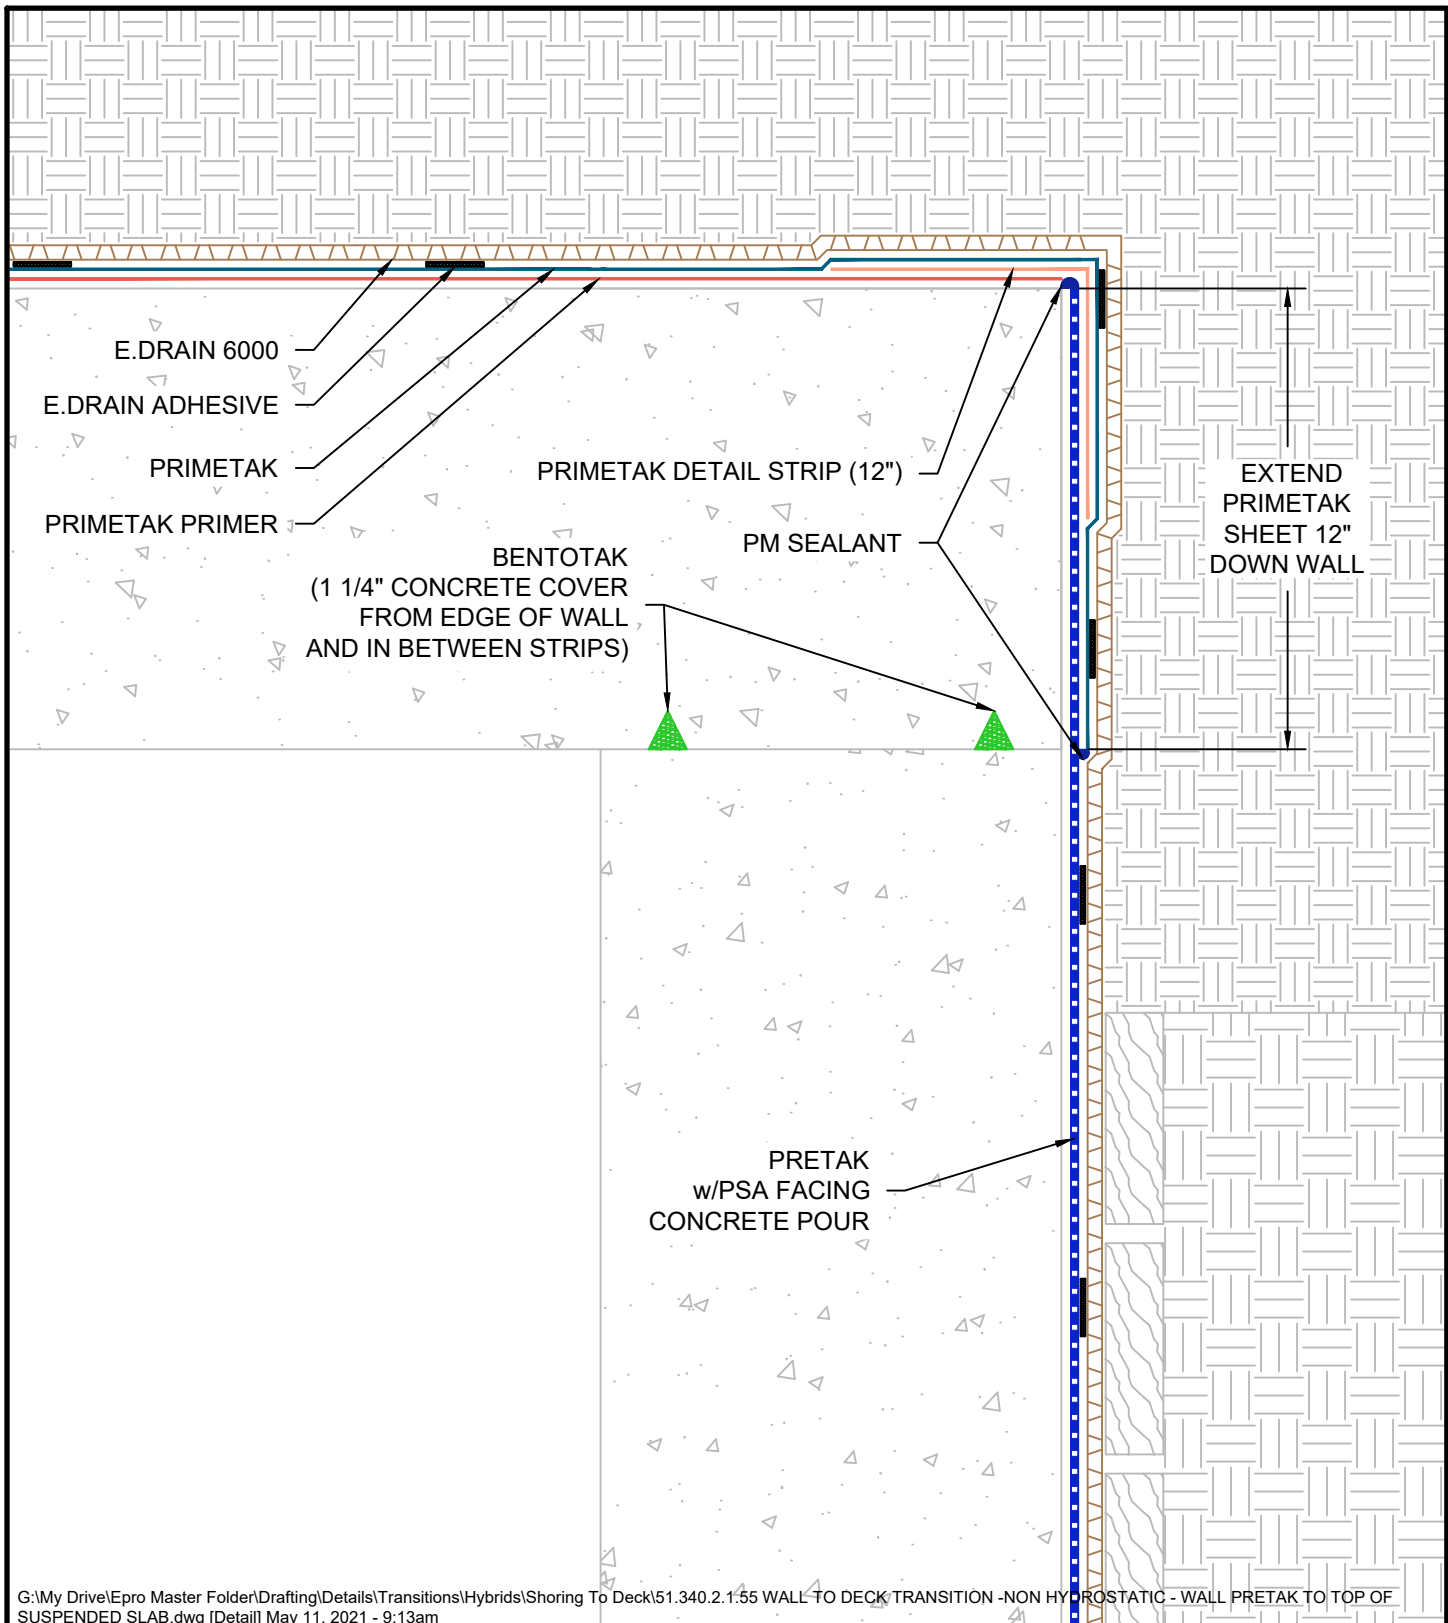 E.DRAIN 6000
E.DRAIN ADHESIVE
PRIMETAK
PRIMETAK PRIMER
PRIMETAK DETAIL STRIP (12")
PM SEALANT
BENTOTAK
(1 1/4" CONCRETE COVER
FROM EDGE OF WALL
AND IN BETWEEN STRIPS)
EXTEND
PRIMETAK
SHEET 12"
DOWN WALL
PRETAK
w/PSA FACING
CONCRETE POUR
G:\My Drive\Epro Master Folder\Drafting\Details\Transitions\Hybrids\Shoring To Deck\51.340.2.1.55 WALL TO DECK TRANSITION -NON HYDROSTATIC - WALL PRETAK TO TOP OF
SUSPENDED SLAB.dwg [Detail] May 11, 2021 - 9:13am